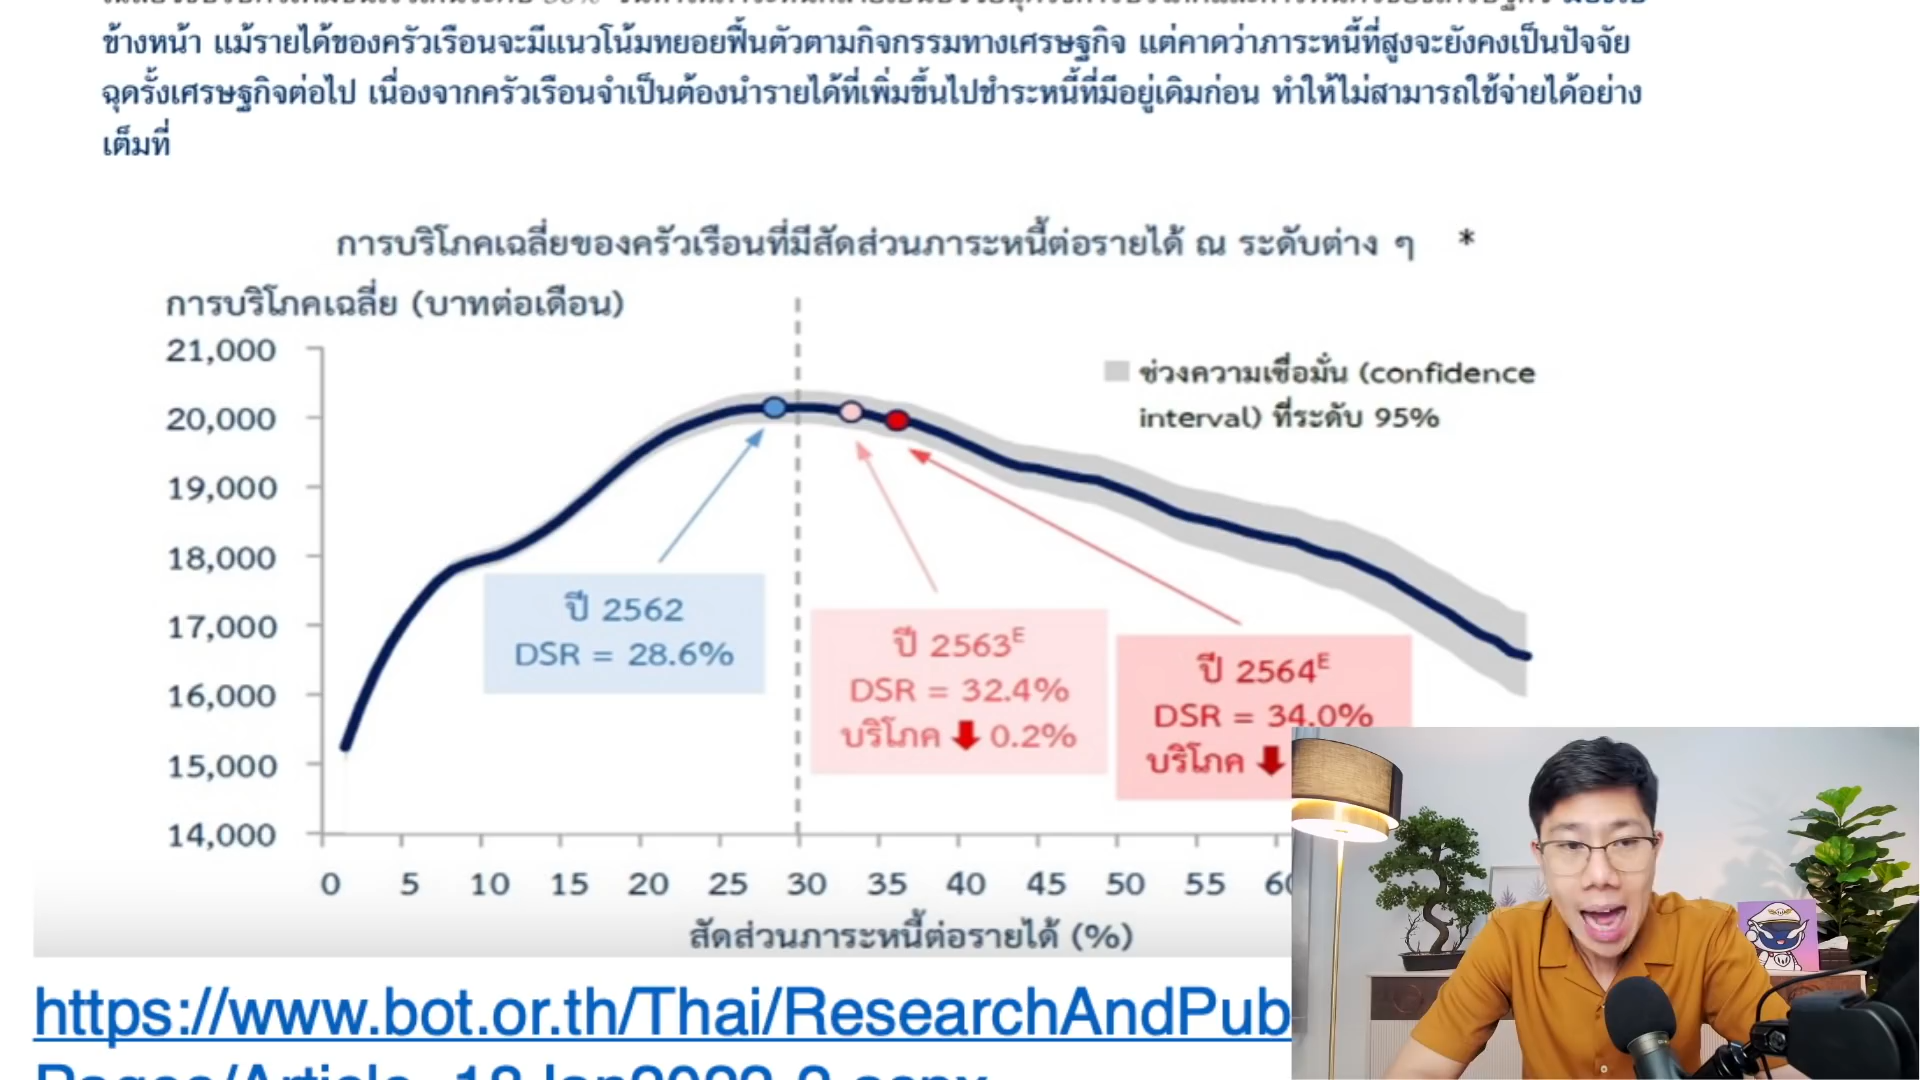 ข้างหน้า แม้รายได้ของครัวเรือนจะมีแนวโน้มทยอยฟื้นตัวตามกิจกรรมทางเศรษฐกิจ แต่คาดว่าภาระหนี้ที่สูงจะยังคงเป็นปัจจัย
ฉุดรั้งเศรษฐกิจต่อไป เนื่องจากครัวเรือนจำเป็นต้องนำรายได้ที่เพิ่มขึ้นไปชำระหนี้ที่มีอยู่เดิมก่อน ทำให้ไม่สามารถใช้จ่ายได้อย่าง
เต็มที่
การบริโภคเฉลี่ยของครัวเรือนที่มีสัดส่วนภาระหนี้ต่อรายได้ ณ ระดับต่าง ๆ *
การบริโภคเฉลี่ย (บาทต่อเดือน)
21,000
20,000
19,000
18,000
17,000
16,000
15,000
14,000
ช่วงความเชื่อมั่น (confidence
interval) ที่ระดับ 95%
ปี 2562
DSR = 28.6%
ปี 2563E
DSR = 32.4%
บริโภค 0.2%
ปี 2564E
DSR = 34.0%
บริโภค
0 5 10 15 20 25 30 35 40 45 50 55
สัดส่วนภาระหนี้ต่อรายได้ (%)
https://www.bot.or.th/Thai/ResearchAndPub